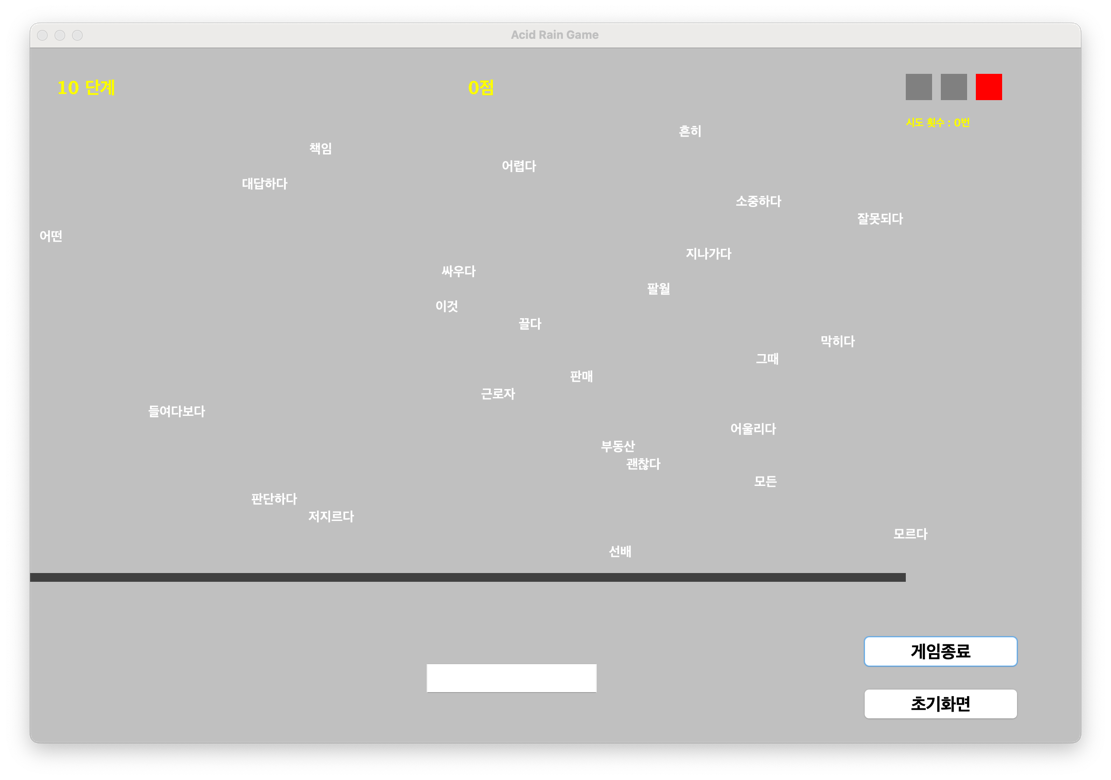 Acid Rain Game
10 단계
0점
시도 횟수 : 0번
흔히
책임
어렵다
대답하다
소중하다
잘못되다
어떤
지나가다
싸우다
팔월
이것
끌다
막히다
그때
판매
근로자
들여다보다
어울리다
부동산
괜찮다
모든
판단하다
저지르다
모르다
선배
게임종료
초기화면